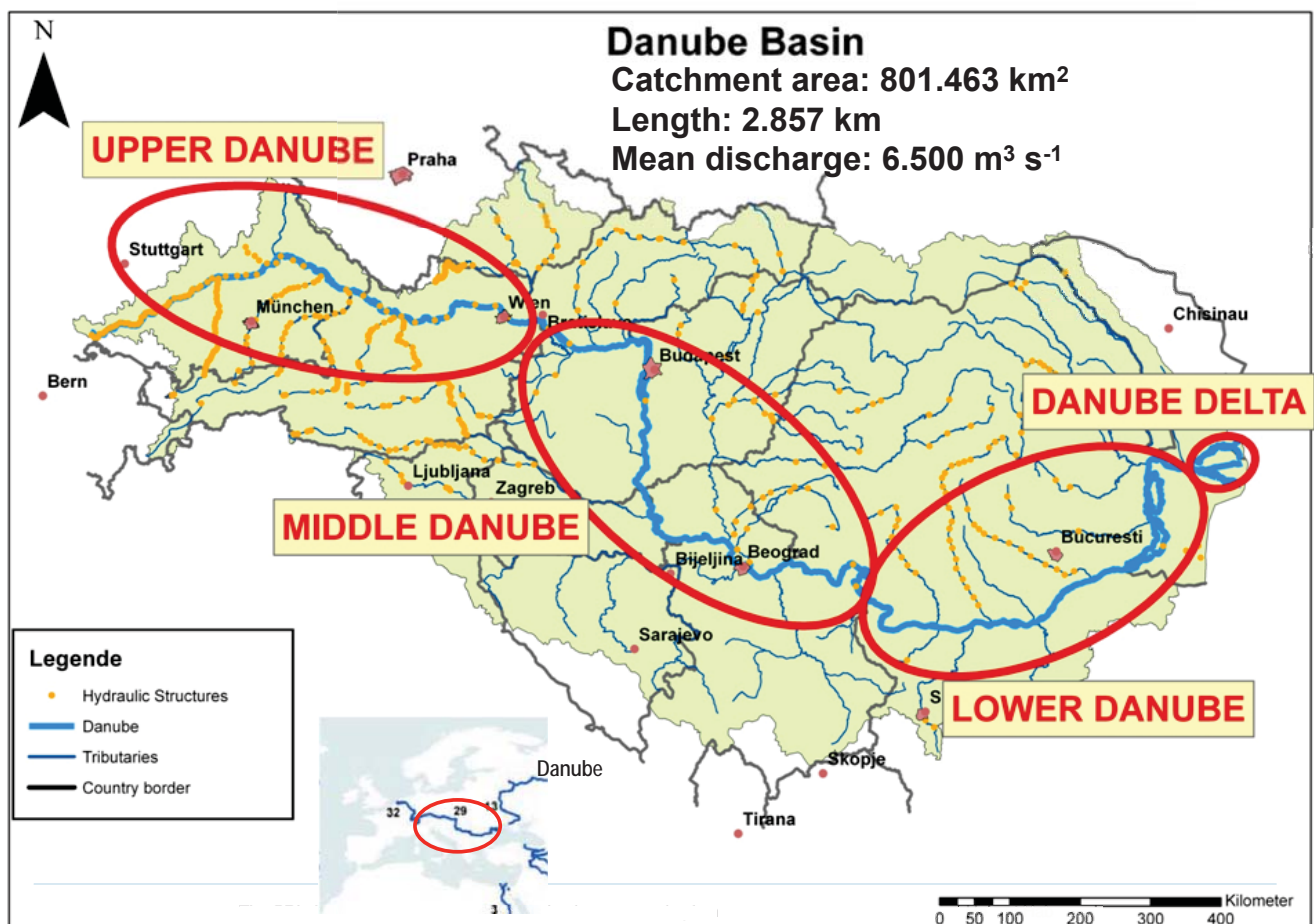 N
Danube Basin
Catchment area: 801.463 km²
Length: 2.857 km
Mean discharge: 6.500 m³ s⁻¹
UPPER DANUBE
Praha
Stuttgart
München
Wien
Budapest
Chisinau
Bern
DANUBE DELTA
Ljubljana
Zagreb
MIDDLE DANUBE
Bijeljina
Beograd
Bucuresti
Sarajevo
S
LOWER DANUBE
Skopje
Tirana
Legende
Hydraulic Structures
Danube
Tributaries
Country border
Danube
32
29
13
3
Kilometer
0 50 100 200 300 400